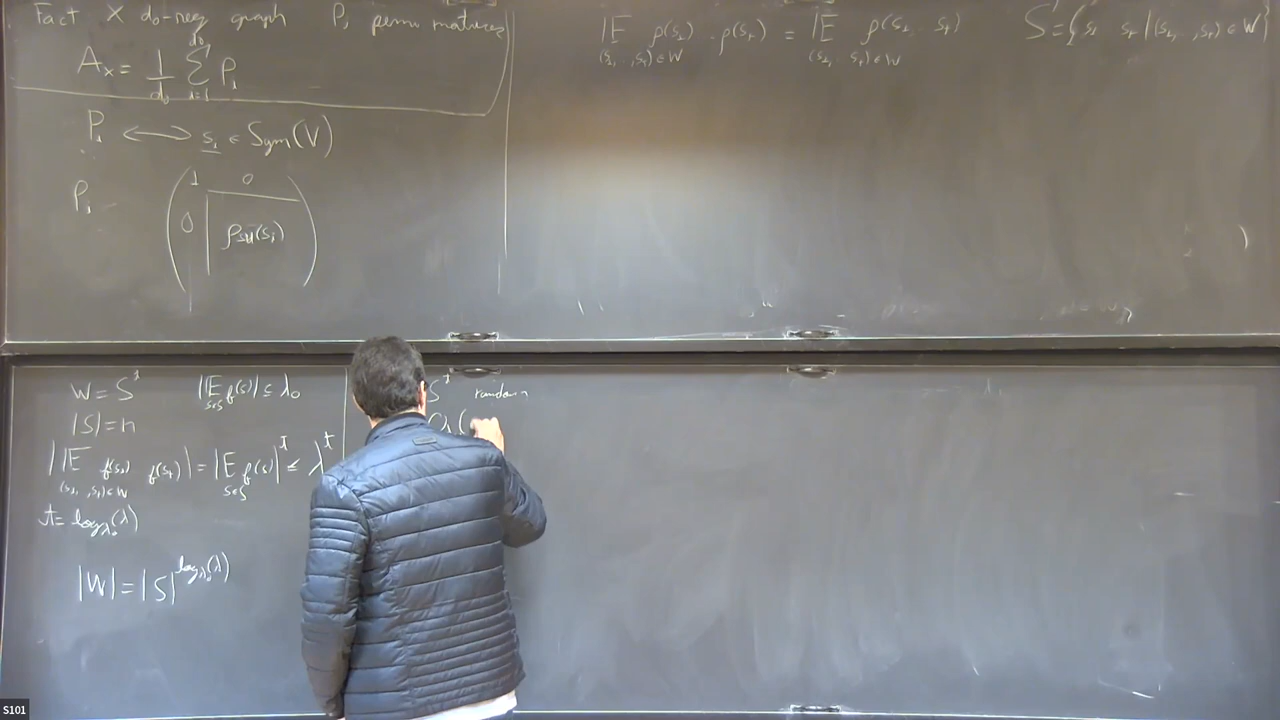 Fact X d₀-reg graph P_i perm matrices
A_X = 1/d₀ Σ_{i=1}^{d₀} P_i
P_i ⟷ s_i ∈ Sym(V)
P_i
1 0
0 ρ_{std}(s_i)
𝔼_{(s_1, ,s_t)∈W} ρ(s_1) . ρ(s_t) = 𝔼_{(s_1, s_t)∈W} ρ(s_1 .. s_t)
S' = { s_1 s_t | (s_1, ,s_t) ∈ W }
W = S^t
|𝔼_{s∈S} f(s)| ≤ λ₀
|S| = n
|𝔼_{(s_1, ,s_t)∈W} f(s_1) f(s_t)| = |𝔼_{s∈S} f(s)|^t ≤ λ^t
t = log_{λ₀}(λ)
|W| = |S|^{log_{λ₀}(λ)}
S^t random